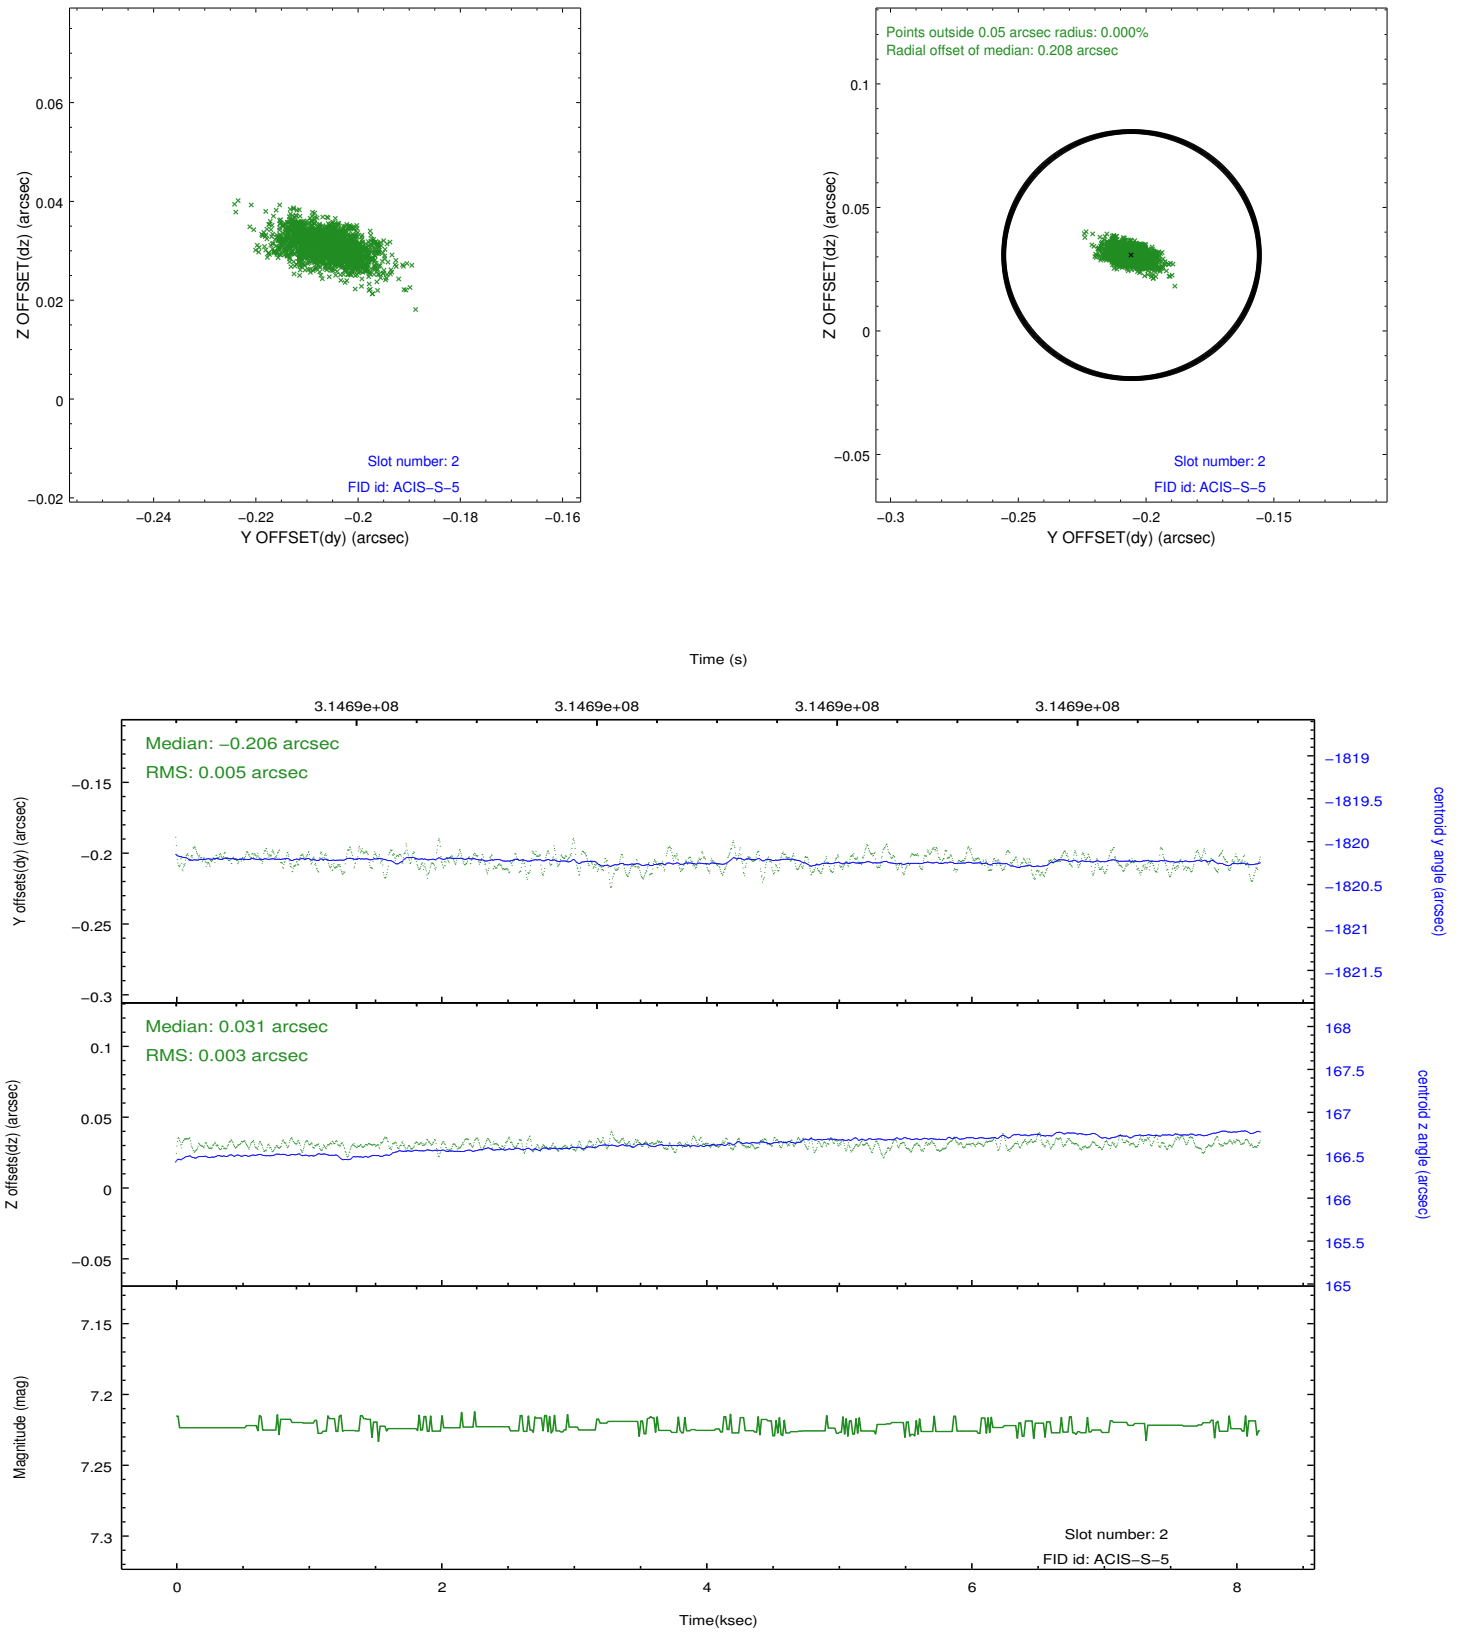 0.06
0.04
0.02
0
−0.02
Z OFFSET(dz) (arcsec)
Slot number: 2
FID id: ACIS−S−5
−0.24
−0.22
−0.2
−0.18
−0.16
Y OFFSET(dy) (arcsec)
Points outside 0.05 arcsec radius: 0.000%
Radial offset of median: 0.208 arcsec
0.1
0.05
0
−0.05
Z OFFSET(dz) (arcsec)
Slot number: 2
FID id: ACIS−S−5
−0.3
−0.25
−0.2
−0.15
Y OFFSET(dy) (arcsec)
Time (s)
3.1469e+08
3.1469e+08
3.1469e+08
3.1469e+08
Median: −0.206 arcsec
RMS: 0.005 arcsec
−0.15
−0.2
−0.25
−0.3
Y offsets(dy) (arcsec)
−1819
−1819.5
−1820
−1820.5
−1821
−1821.5
centroid y angle (arcsec)
Median: 0.031 arcsec
RMS: 0.003 arcsec
0.1
0.05
0
−0.05
Z offsets(dz) (arcsec)
168
167.5
167
166.5
166
165.5
165
centroid z angle (arcsec)
7.15
7.2
7.25
7.3
Magnitude (mag)
Slot number: 2
FID id: ACIS−S−5
0
2
4
6
8
Time(ksec)